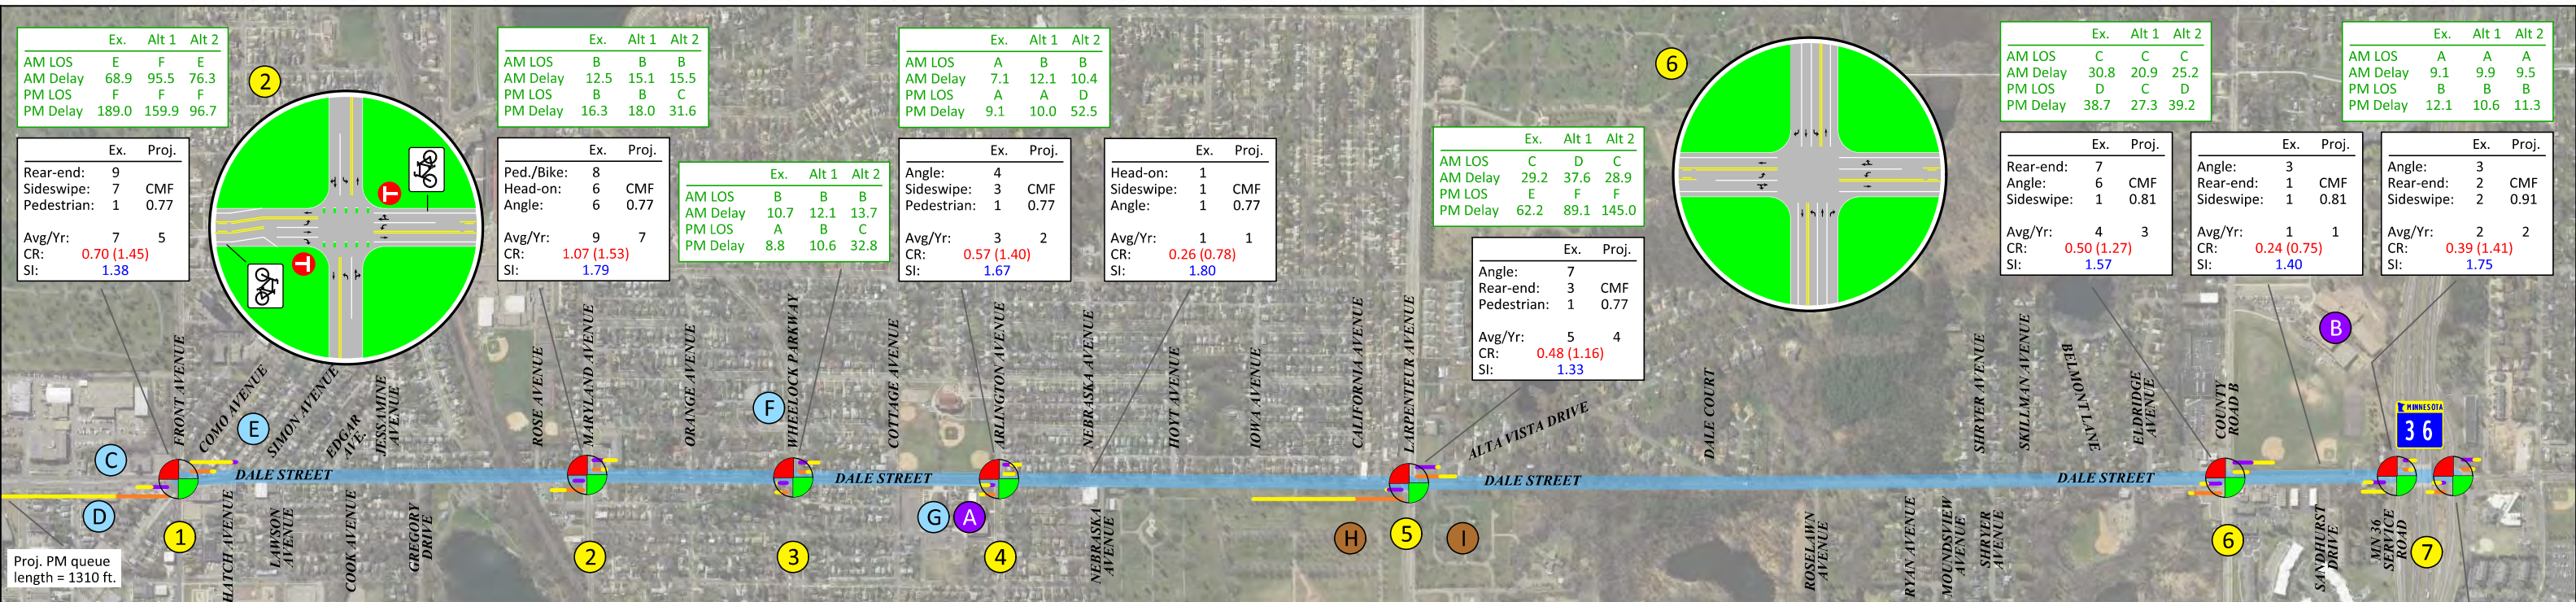 Ex. Alt 1 Alt 2
AM LOS E F E
AM Delay 68.9 95.5 76.3
PM LOS F F F
PM Delay 189.0 159.9 96.7
2
Ex. Alt 1 Alt 2
AM LOS B B B
AM Delay 12.5 15.1 15.5
PM LOS B B C
PM Delay 16.3 18.0 31.6
Ex. Alt 1 Alt 2
AM LOS A B B
AM Delay 7.1 12.1 10.4
PM LOS A A D
PM Delay 9.1 10.0 52.5
6
Ex. Alt 1 Alt 2
AM LOS C C C
AM Delay 30.8 20.9 25.2
PM LOS D C D
PM Delay 38.7 27.3 39.2
Ex. Alt 1 Alt 2
AM LOS A A A
AM Delay 9.1 9.9 9.5
PM LOS B B B
PM Delay 12.1 10.6 11.3
Ex. Proj.
Rear-end: 9
Sideswipe: 7 CMF
Pedestrian: 1 0.77
Avg/Yr: 7 5
CR: 0.70 (1.45)
SI: 1.38
Ex. Proj.
Ped./Bike: 8
Head-on: 6 CMF
Angle: 6 0.77
Avg/Yr: 9 7
CR: 1.07 (1.53)
SI: 1.79
Ex. Alt 1 Alt 2
AM LOS B B B
AM Delay 10.7 12.1 13.7
PM LOS A B C
PM Delay 8.8 10.6 32.8
Ex. Proj.
Angle: 4
Sideswipe: 3 CMF
Pedestrian: 1 0.77
Avg/Yr: 3 2
CR: 0.57 (1.40)
SI: 1.67
Ex. Proj.
Head-on: 1
Sideswipe: 1 CMF
Angle: 1 0.77
Avg/Yr: 1 1
CR: 0.26 (0.78)
SI: 1.80
Ex. Alt 1 Alt 2
AM LOS C D C
AM Delay 29.2 37.6 28.9
PM LOS E F F
PM Delay 62.2 89.1 145.0
Ex. Proj.
Angle: 7
Rear-end: 3 CMF
Pedestrian: 1 0.77
Avg/Yr: 5 4
CR: 0.48 (1.16)
SI: 1.33
Ex. Proj.
Rear-end: 7
Angle: 6 CMF
Sideswipe: 1 0.81
Avg/Yr: 4 3
CR: 0.50 (1.27)
SI: 1.57
Ex. Proj.
Angle: 3
Rear-end: 1 CMF
Sideswipe: 1 0.81
Avg/Yr: 1 1
CR: 0.24 (0.75)
SI: 1.40
Ex. Proj.
Angle: 3
Rear-end: 2 CMF
Sideswipe: 2 0.91
Avg/Yr: 2 2
CR: 0.39 (1.41)
SI: 1.75
FRONT AVENUE
COMO AVENUE
SIMON AVENUE
EDGAR
AVE.
JESSAMINE
AVENUE
ROSE AVENUE
MARYLAND AVENUE
ORANGE AVENUE
WHEELOCK PARKWAY
COTTAGE AVENUE
ARLINGTON AVENUE
NEBRASKA AVENUE
HOYT AVENUE
IOWA AVENUE
CALIFORNIA AVENUE
LARPENTEUR AVENUE
ALTA VISTA DRIVE
DALE COURT
SHRYER AVENUE
SKILLMAN AVENUE
BELMONT LANE
ELDRIDGE
AVENUE
COUNTY
ROAD B
B
MINNESOTA
36
C
E
F
DALE STREET
DALE STREET
DALE STREET
DALE STREET
D
G
A
H
I
1
2
3
4
5
6
7
HATCH AVENUE
LAWSON
AVENUE
COOK AVENUE
GREGORY
DRIVE
NEBRASKA
AVENUE
ROSELAWN
AVENUE
RYAN AVENUE
MOUNDSVIEW
AVENUE
SHRYER
AVENUE
SANDHURST
DRIVE
MN 36
SERVICE
ROAD
Proj. PM queue
length = 1310 ft.